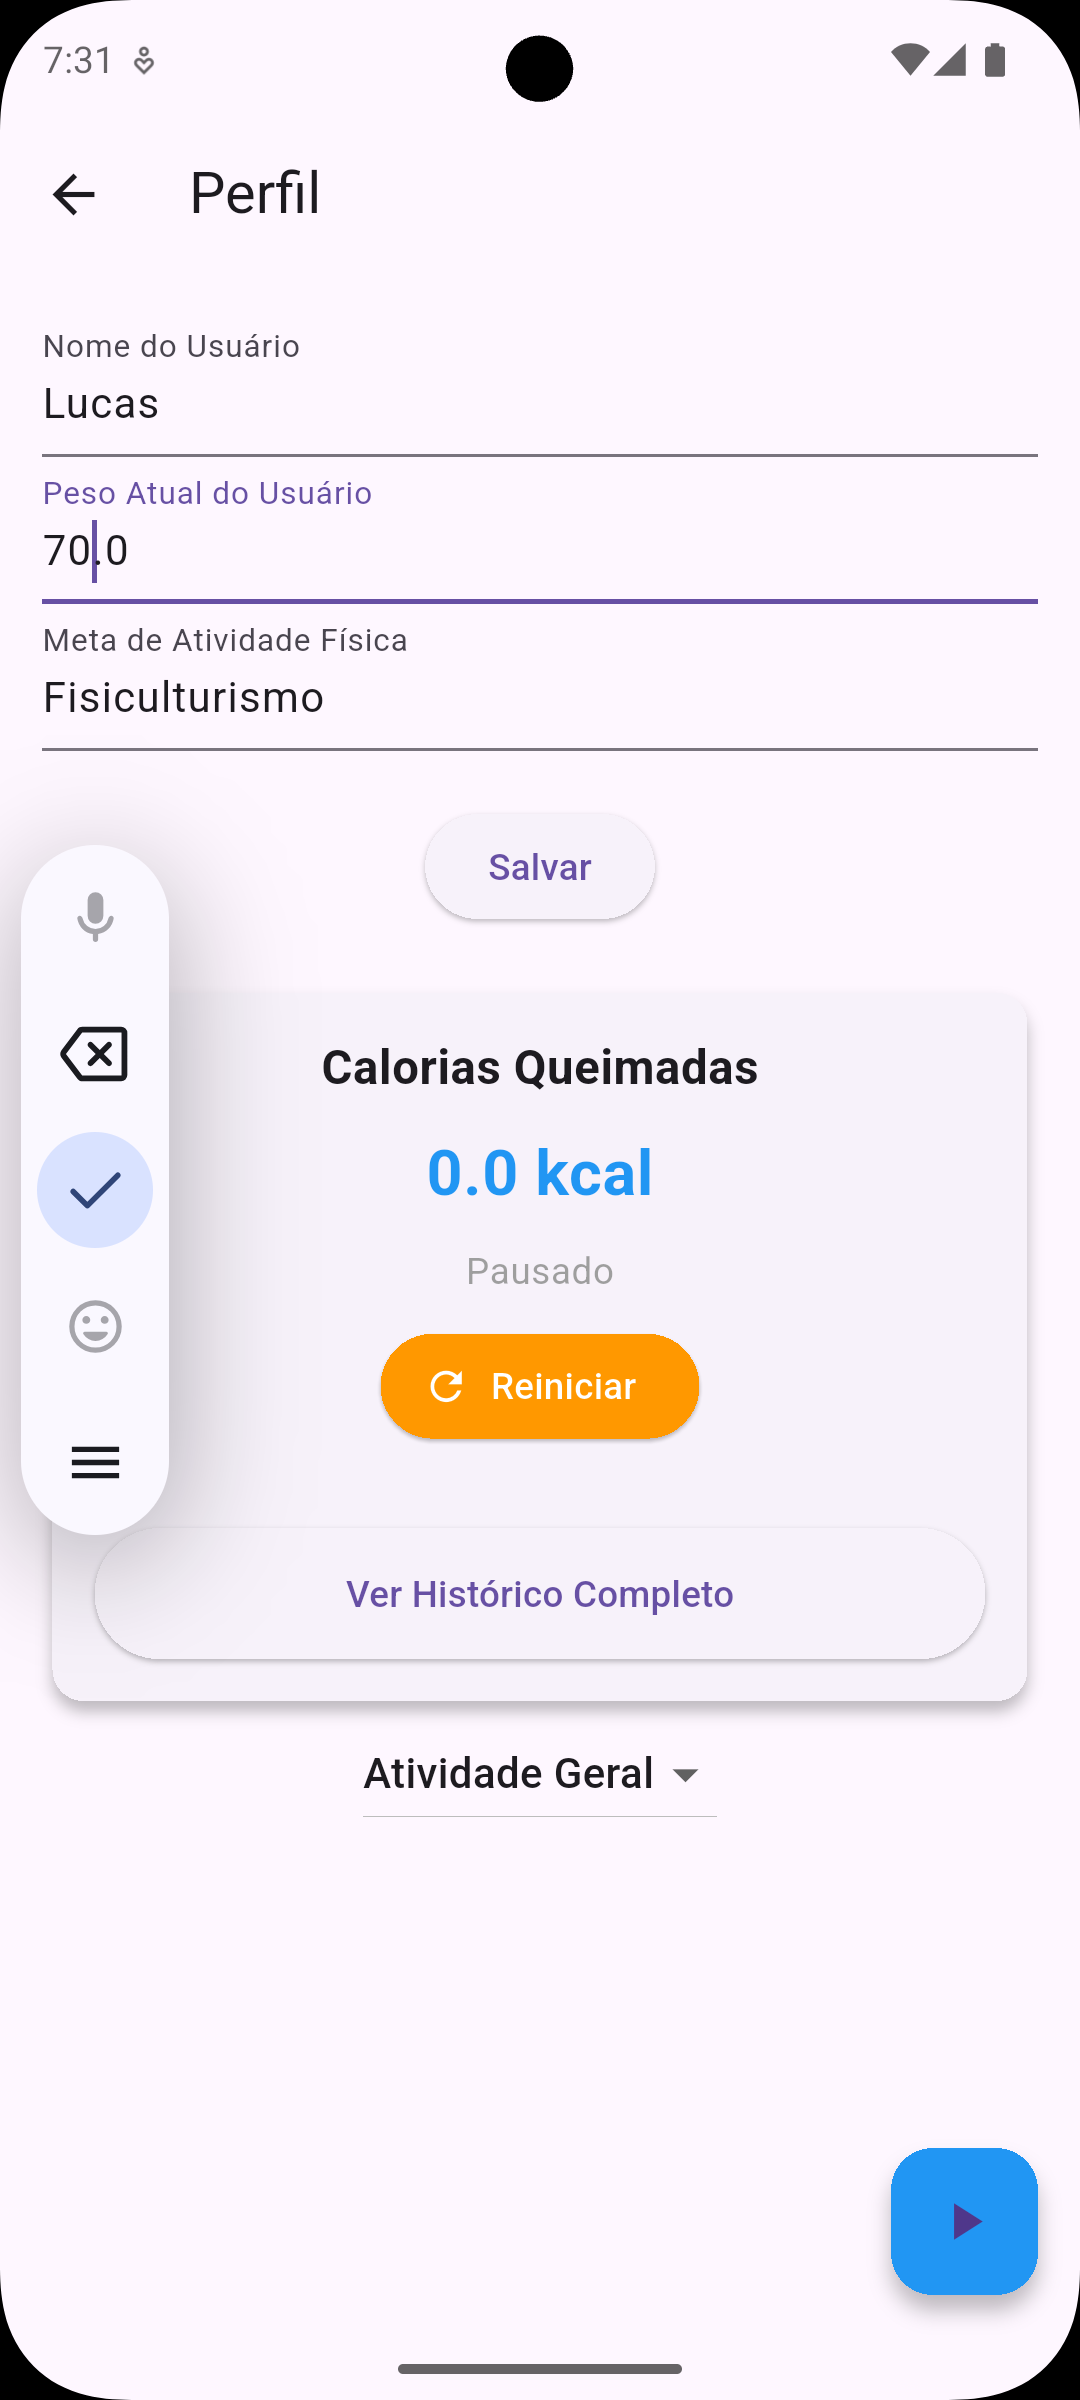 7:31
Perfil
Nome do Usuário
Lucas
Peso Atual do Usuário
70.0
Meta de Atividade Física
Fisiculturismo
Salvar
Calorias Queimadas
0.0 kcal
Pausado
Reiniciar
Ver Histórico Completo
Atividade Geral